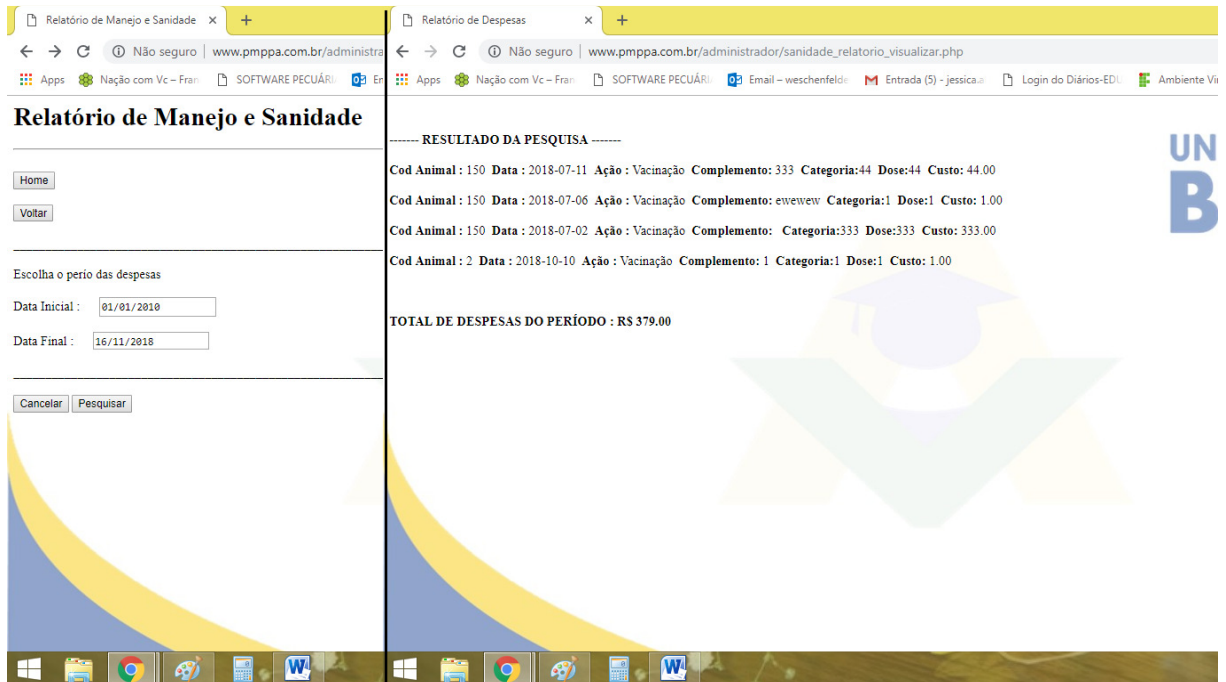 Relatório de Manejo e Sanidade
Não seguro | www.pmppa.com.br/administra
Apps Nação com Vc – Fran SOFTWARE PECUÁRI En
Relatório de Manejo e Sanidade
Home
Voltar
Escolha o perio das despesas
Data Inicial : 01/01/2010
Data Final : 16/11/2018
Cancelar Pesquisar
Relatório de Despesas
Não seguro | www.pmppa.com.br/administrador/sanidade_relatorio_visualizar.php
Apps Nação com Vc – Fran SOFTWARE PECUÁRI Email – weschenfelde Entrada (5) - jessica.a Login do Diários-EDU Ambiente Vir
------- RESULTADO DA PESQUISA -------
Cod Animal : 150 Data : 2018-07-11 Ação : Vacinação Complemento: 333 Categoria:44 Dose:44 Custo: 44.00
Cod Animal : 150 Data : 2018-07-06 Ação : Vacinação Complemento: ewewew Categoria:1 Dose:1 Custo: 1.00
Cod Animal : 150 Data : 2018-07-02 Ação : Vacinação Complemento: Categoria:333 Dose:333 Custo: 333.00
Cod Animal : 2 Data : 2018-10-10 Ação : Vacinação Complemento: 1 Categoria:1 Dose:1 Custo: 1.00
TOTAL DE DESPESAS DO PERÍODO : R$ 379.00
UN
B